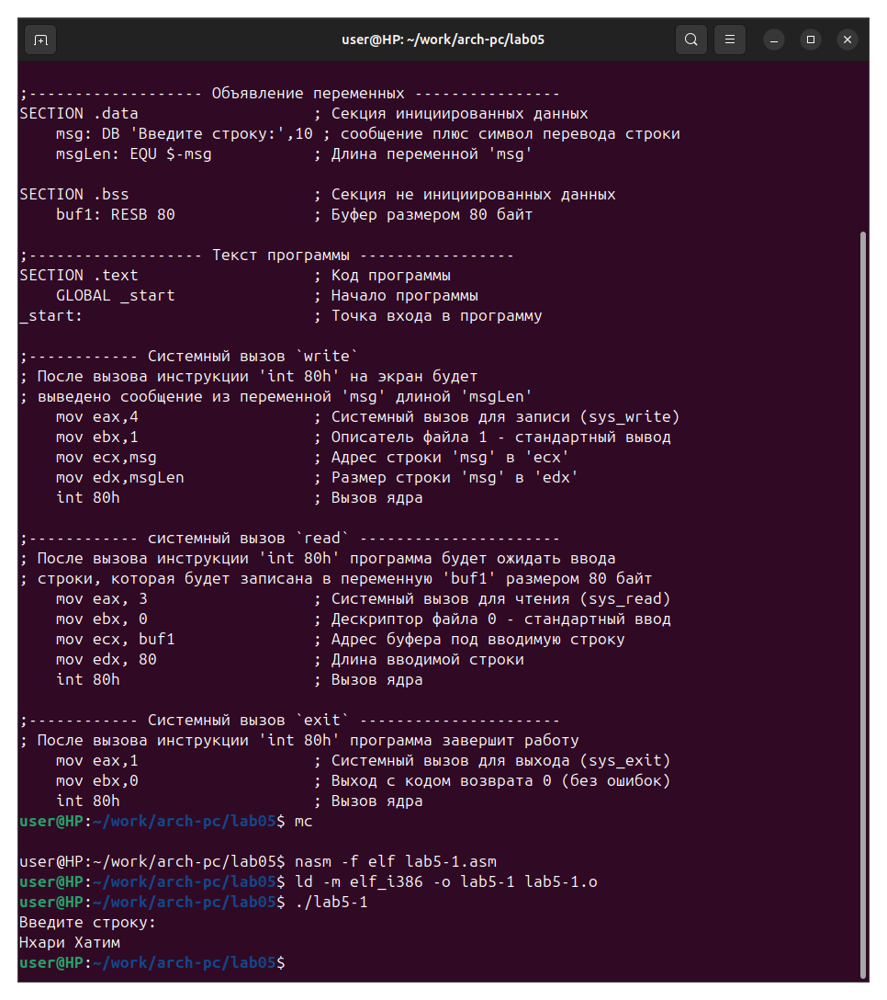 user@HP: ~/work/arch-pc/lab05
;------------------- Объявление переменных ----------------
SECTION .data ; Секция инициированных данных
msg: DB 'Введите строку:',10 ; сообщение плюс символ перевода строки
msgLen: EQU $-msg ; Длина переменной 'msg'
SECTION .bss ; Секция не инициированных данных
buf1: RESB 80 ; Буфер размером 80 байт
;------------------- Текст программы -----------------
SECTION .text ; Код программы
GLOBAL _start ; Начало программы
_start: ; Точка входа в программу
;------------ Системный вызов `write`
; После вызова инструкции 'int 80h' на экран будет
; выведено сообщение из переменной 'msg' длиной 'msgLen'
mov eax,4 ; Системный вызов для записи (sys_write)
mov ebx,1 ; Описатель файла 1 - стандартный вывод
mov ecx,msg ; Адрес строки 'msg' в 'ecx'
mov edx,msgLen ; Размер строки 'msg' в 'edx'
int 80h ; Вызов ядра
;------------ системный вызов `read` ----------------------
; После вызова инструкции 'int 80h' программа будет ожидать ввода
; строки, которая будет записана в переменную 'buf1' размером 80 байт
mov eax, 3 ; Системный вызов для чтения (sys_read)
mov ebx, 0 ; Дескриптор файла 0 - стандартный ввод
mov ecx, buf1 ; Адрес буфера под вводимую строку
mov edx, 80 ; Длина вводимой строки
int 80h ; Вызов ядра
;------------ Системный вызов `exit` ----------------------
; После вызова инструкции 'int 80h' программа завершит работу
mov eax,1 ; Системный вызов для выхода (sys_exit)
mov ebx,0 ; Выход с кодом возврата 0 (без ошибок)
int 80h ; Вызов ядра
user@HP:~/work/arch-pc/lab05$ mc
user@HP:~/work/arch-pc/lab05$ nasm -f elf lab5-1.asm
user@HP:~/work/arch-pc/lab05$ ld -m elf_i386 -o lab5-1 lab5-1.o
user@HP:~/work/arch-pc/lab05$ ./lab5-1
Введите строку:
Нхари Хатим
user@HP:~/work/arch-pc/lab05$